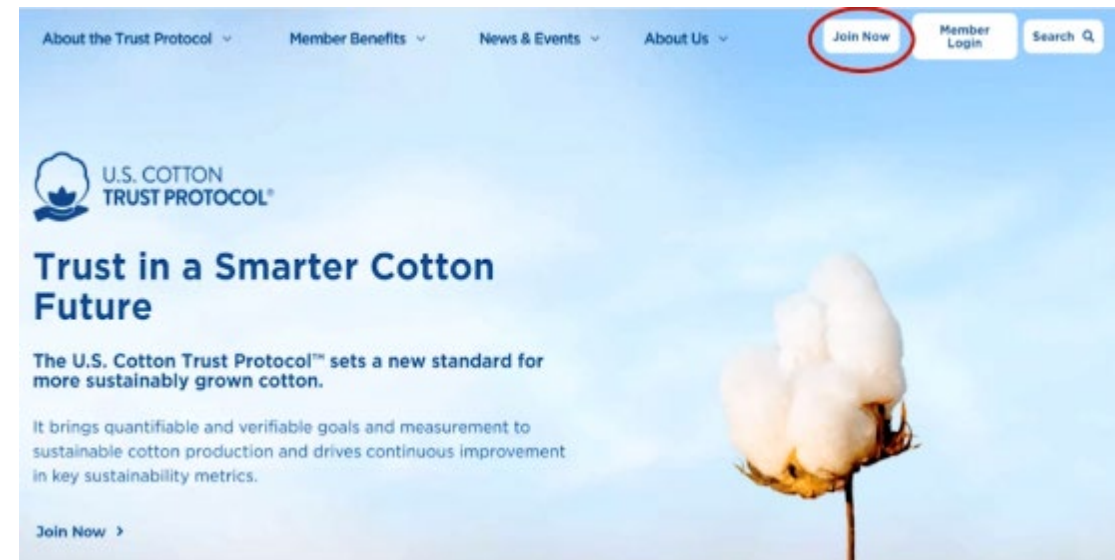 About the Trust Protocol
Member Benefits
News & Events
About Us
Join Now
Member
Login
Search
U.S. COTTON
TRUST PROTOCOL®
Trust in a Smarter Cotton
Future
The U.S. Cotton Trust Protocol™ sets a new standard for
more sustainably grown cotton.
It brings quantifiable and verifiable goals and measurement to
sustainable cotton production and drives continuous improvement
in key sustainability metrics.
Join Now >